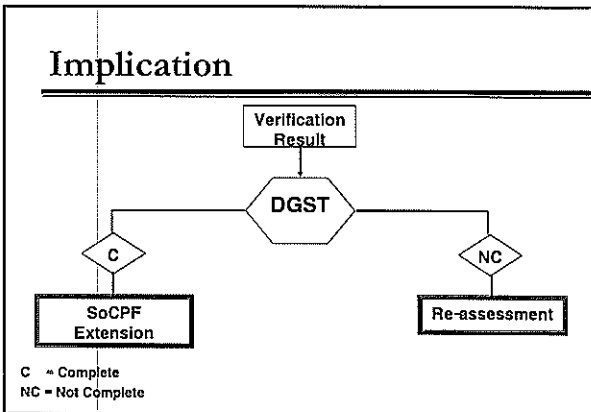 Implication
Verification
Result
DGST
C
NC
SoCPF
Extension
Re-assessment
C = Complete
NC = Not Complete